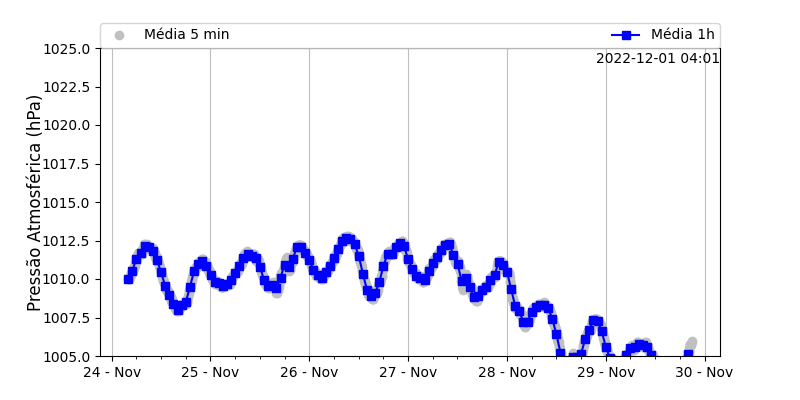 Média 5 min
Média 1h
2022-12-01 04:01
Pressão Atmosférica (hPa)
1025.0
1022.5
1020.0
1017.5
1015.0
1012.5
1010.0
1007.5
1005.0
24 - Nov
25 - Nov
26 - Nov
27 - Nov
28 - Nov
29 - Nov
30 - Nov